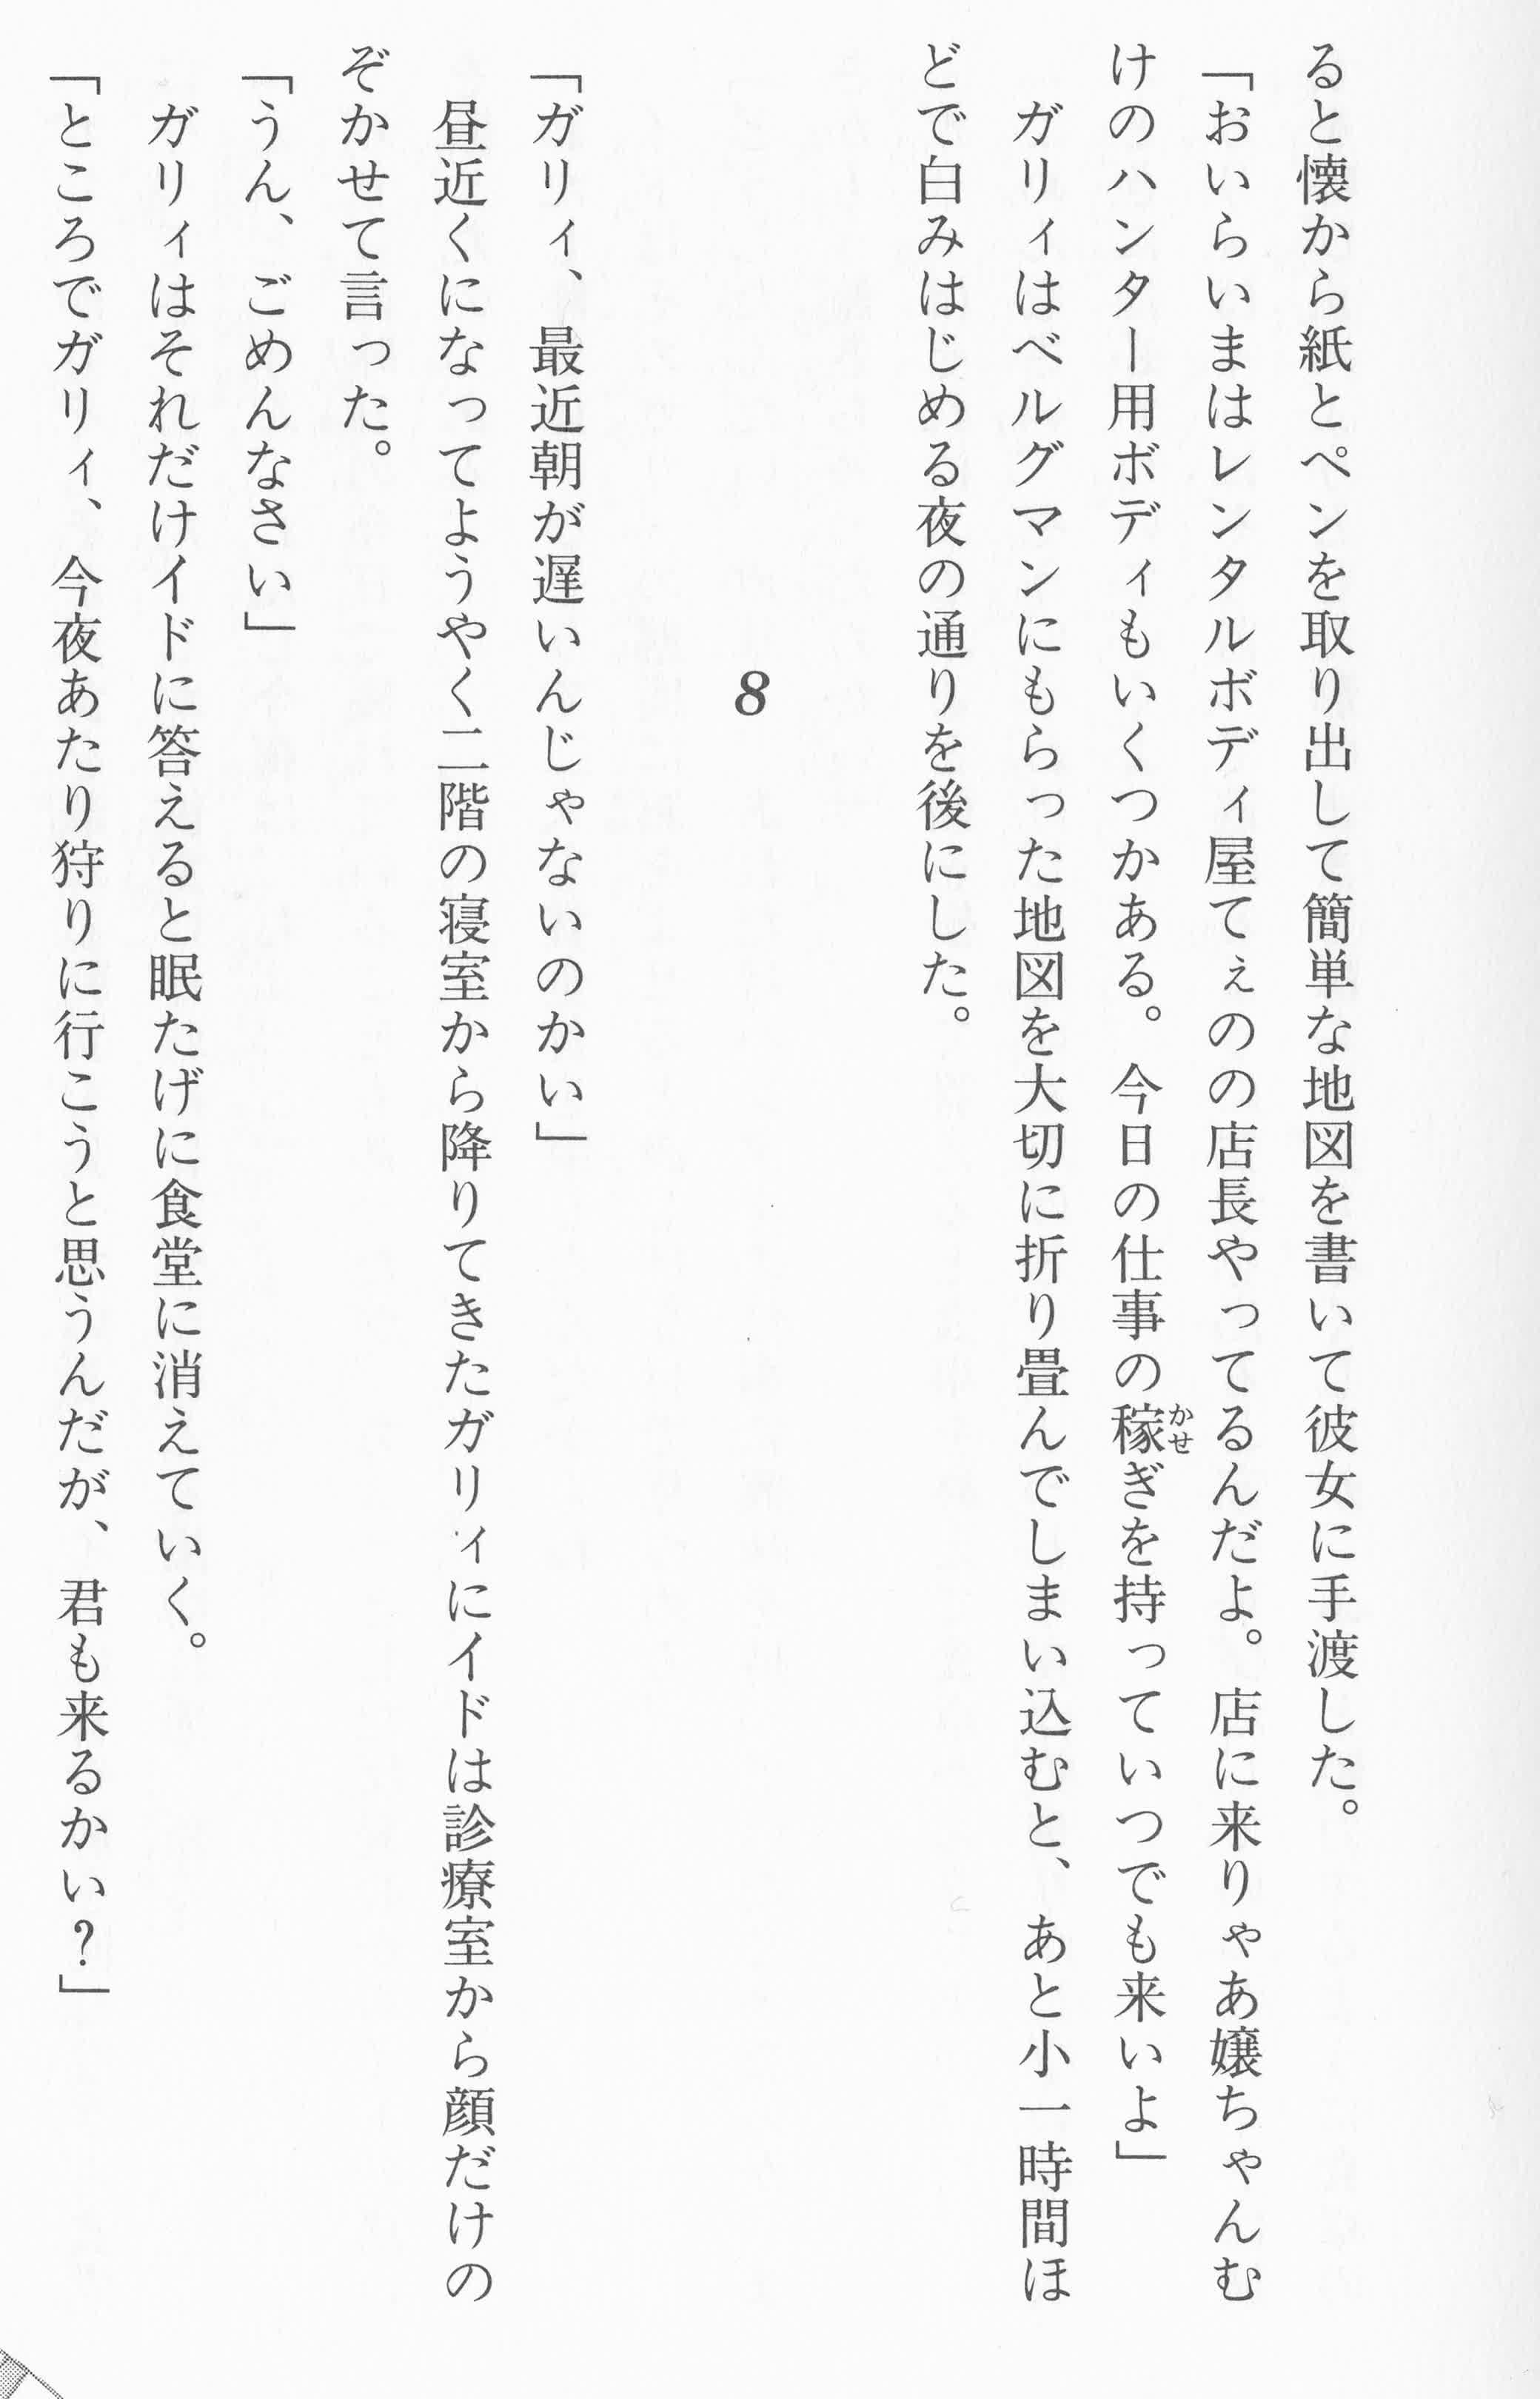 ると懐から紙とペンを取り出して簡単な地図を書いて彼女に手渡した。
「おいらいまはレンタルボディ屋てぇのの店長やってるんだよ。店に来りゃあ嬢ちゃんむ
けのハンター用ボディもいくつかある。今日の仕事の稼ぎを持っていつでも来いよ」
かせ
　ガリィはベルグマンにもらった地図を大切に折り畳んでしまい込むと、あと小一時間ほ
どで白みはじめる夜の通りを後にした。
8
「ガリィ、最近朝が遅いんじゃないのかい」
　昼近くになってようやく二階の寝室から降りてきたガリィにイドは診療室から顔だけの
ぞかせて言った。
「うん、ごめんなさい」
　ガリィはそれだけイドに答えると眠たげに食堂に消えていく。
「ところでガリィ、今夜あたり狩りに行こうと思うんだが、君も来るかい？」